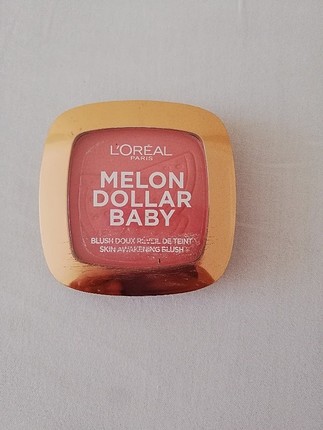 L'ORÉAL
PARIS
MELON
DOLLAR
BABY
BLUSH DOUX RÉVEIL DE TEINT
SKIN AWAKENING BLUSH